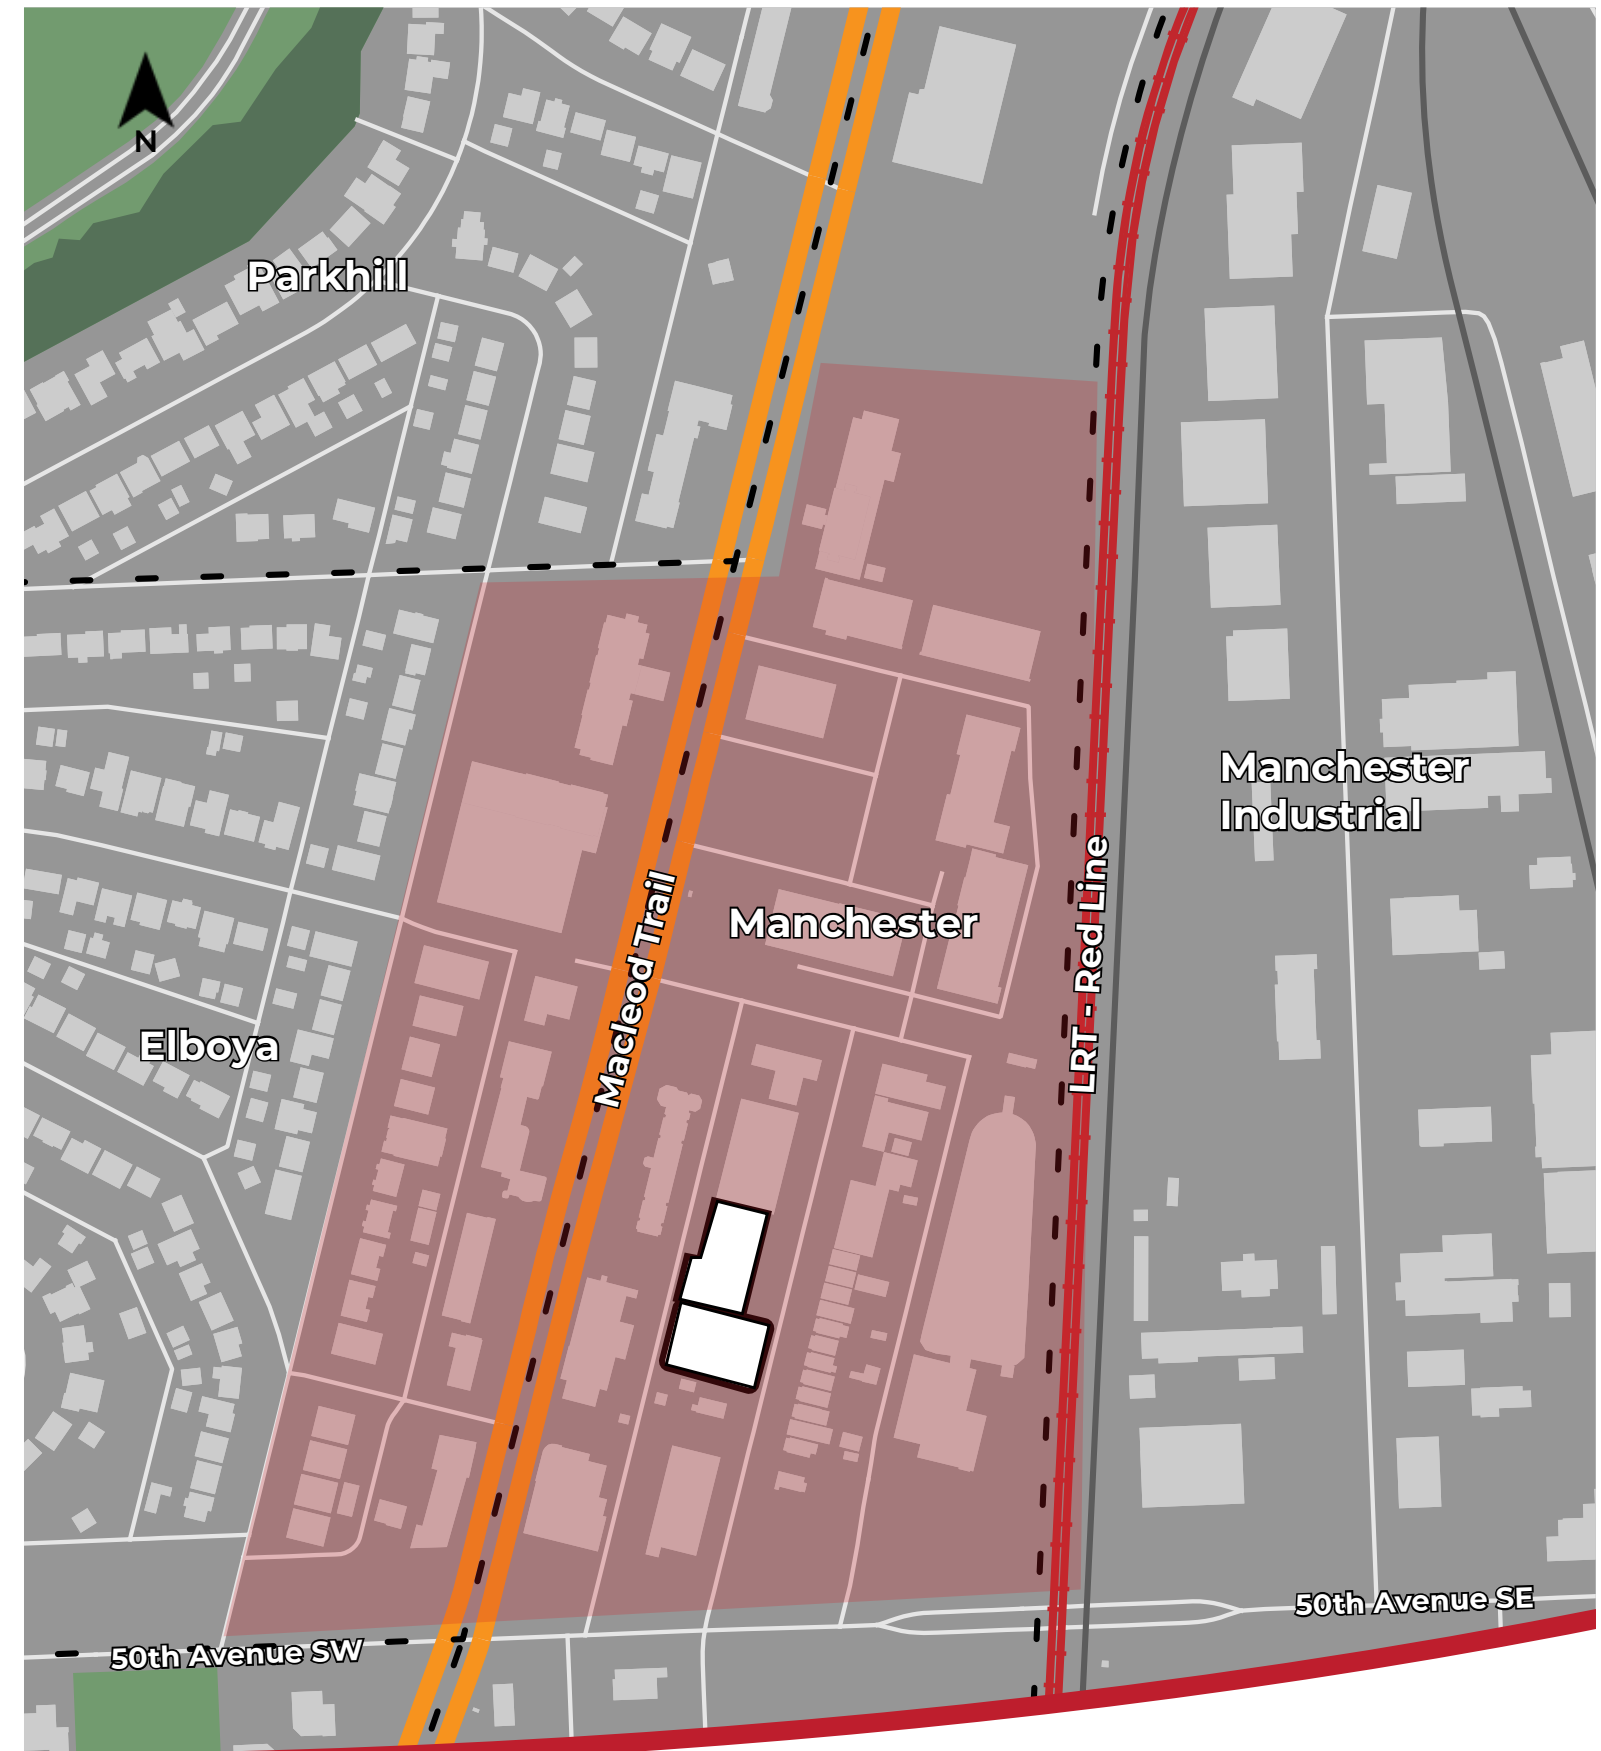 N
Parkhill
Manchester
Industrial
Macleod Trail
Manchester
LRT - Red Line
Elboya
50th Avenue SE
50th Avenue SW